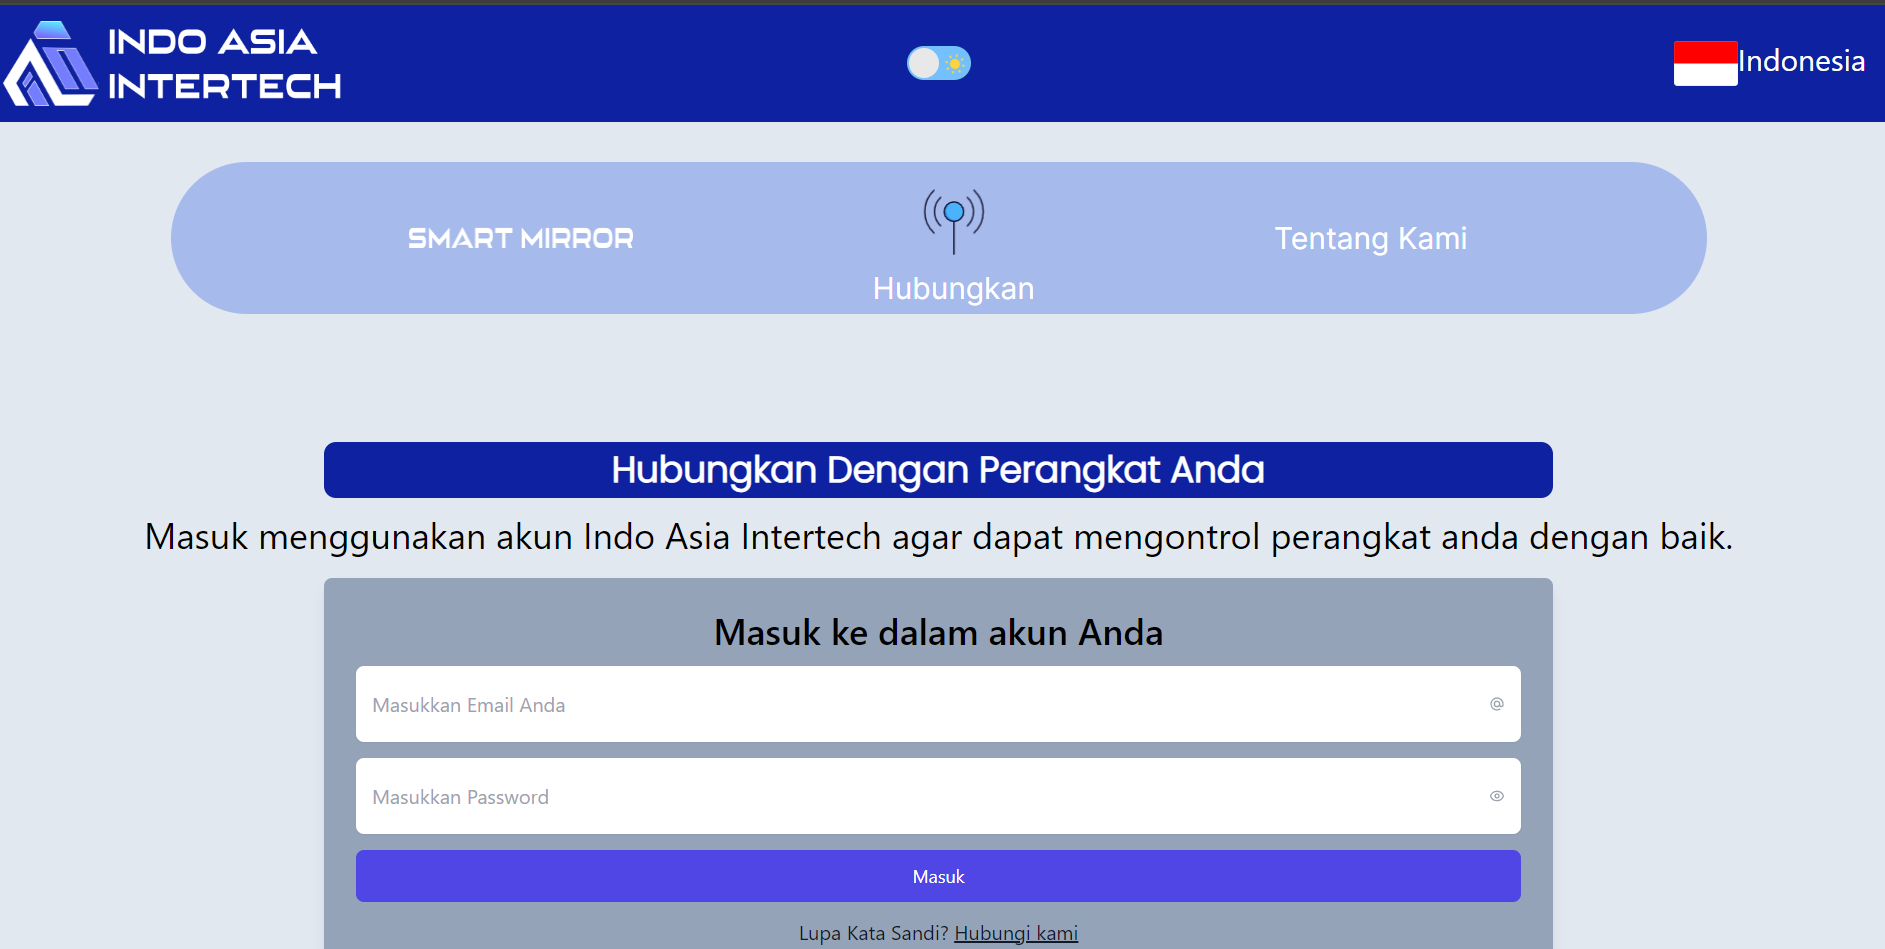 INDO ASIA
INTERTECH
Indonesia
SMART MIRROR
Hubungkan
Tentang Kami
Hubungkan Dengan Perangkat Anda
Masuk menggunakan akun Indo Asia Intertech agar dapat mengontrol perangkat anda dengan baik.
Masuk ke dalam akun Anda
Masukkan Email Anda
@
Masukkan Password
Masuk
Lupa Kata Sandi? Hubungi kami